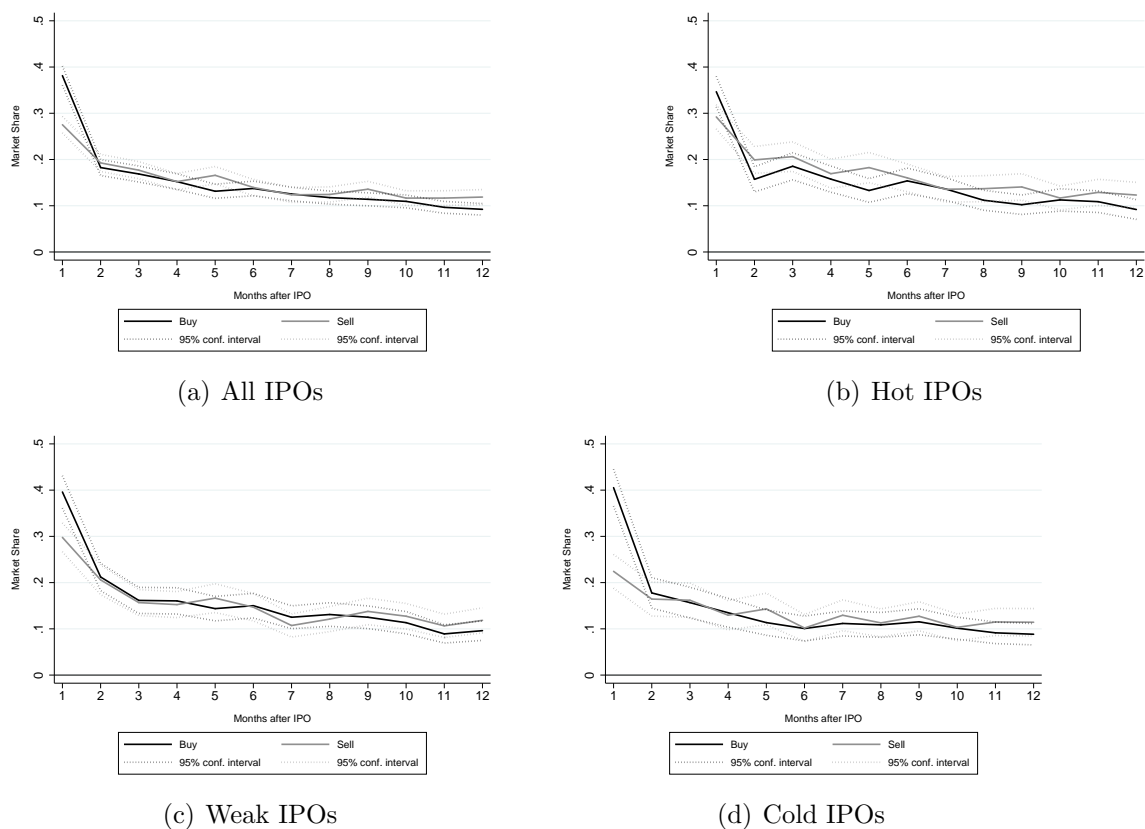 .5
.4
.3
.2
.1
0
Market Share
1 2 3 4 5 6 7 8 9 10 11 12
Months after IPO
Buy Sell
95% conf. interval 95% conf. interval
(a) All IPOs
.5
.4
.3
.2
.1
0
Market Share
1 2 3 4 5 6 7 8 9 10 11 12
Months after IPO
Buy Sell
95% conf. interval 95% conf. interval
(b) Hot IPOs
.5
.4
.3
.2
.1
0
Market Share
1 2 3 4 5 6 7 8 9 10 11 12
Months after IPO
Buy Sell
95% conf. interval 95% conf. interval
(c) Weak IPOs
.5
.4
.3
.2
.1
0
Market Share
1 2 3 4 5 6 7 8 9 10 11 12
Months after IPO
Buy Sell
95% conf. interval 95% conf. interval
(d) Cold IPOs